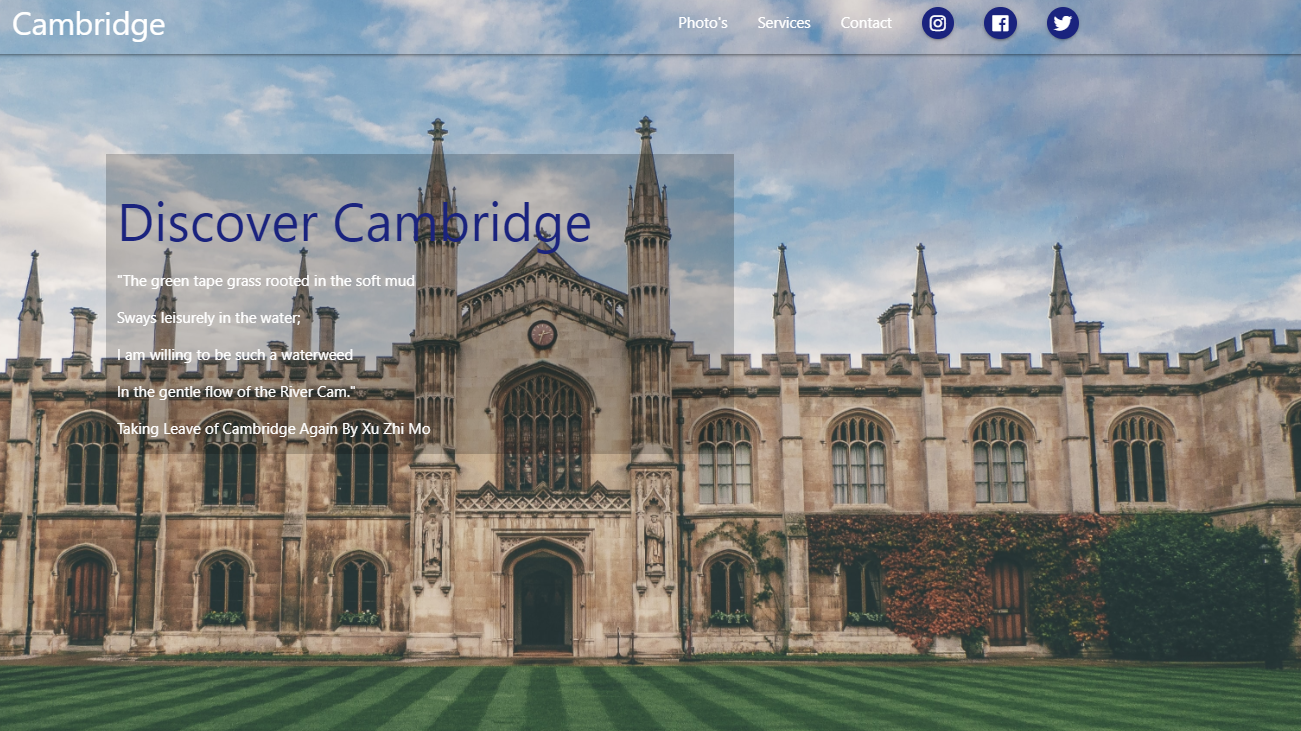 Cambridge
Photo's Services Contact
Discover Cambridge
"The green tape grass rooted in the soft mud
Sways leisurely in the water;
I am willing to be such a waterweed
In the gentle flow of the River Cam."
Taking Leave of Cambridge Again By Xu Zhi Mo